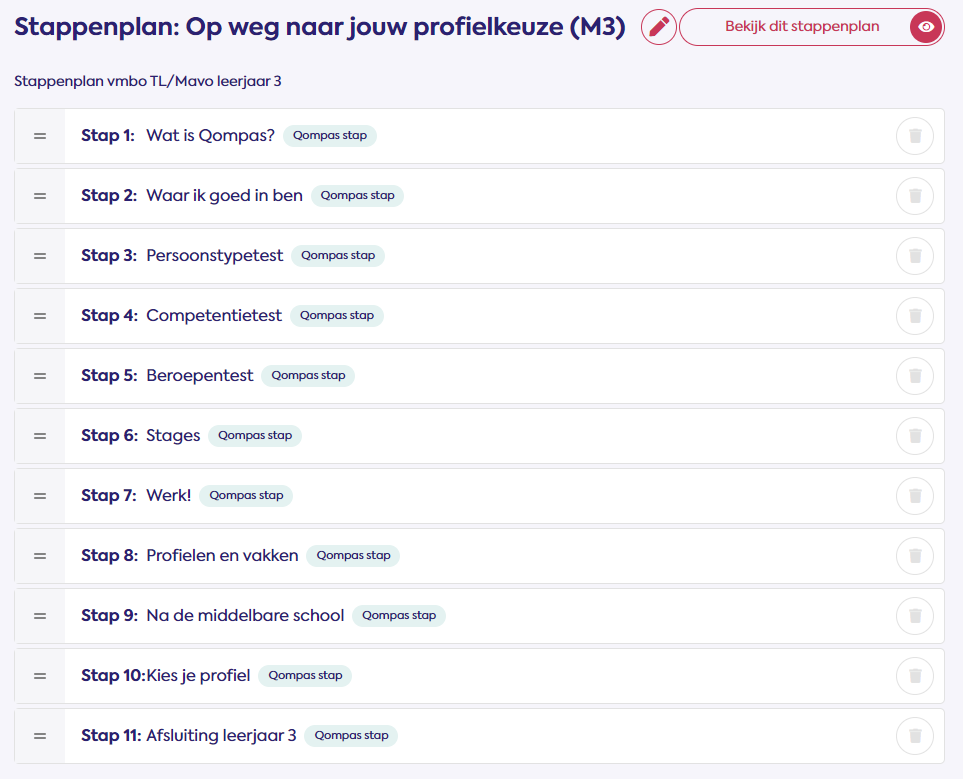 Stappenplan: Op weg naar jouw profielkeuze (M3)
Bekijk dit stappenplan
Stappenplan vmbo TL/Mavo leerjaar 3
Stap 1: Wat is Qompas? Qompas stap
Stap 2: Waar ik goed in ben Qompas stap
Stap 3: Persoonstypetest Qompas stap
Stap 4: Competentietest Qompas stap
Stap 5: Beroepentest Qompas stap
Stap 6: Stages Qompas stap
Stap 7: Werk! Qompas stap
Stap 8: Profielen en vakken Qompas stap
Stap 9: Na de middelbare school Qompas stap
Stap 10:Kies je profiel Qompas stap
Stap 11: Afsluiting leerjaar 3 Qompas stap